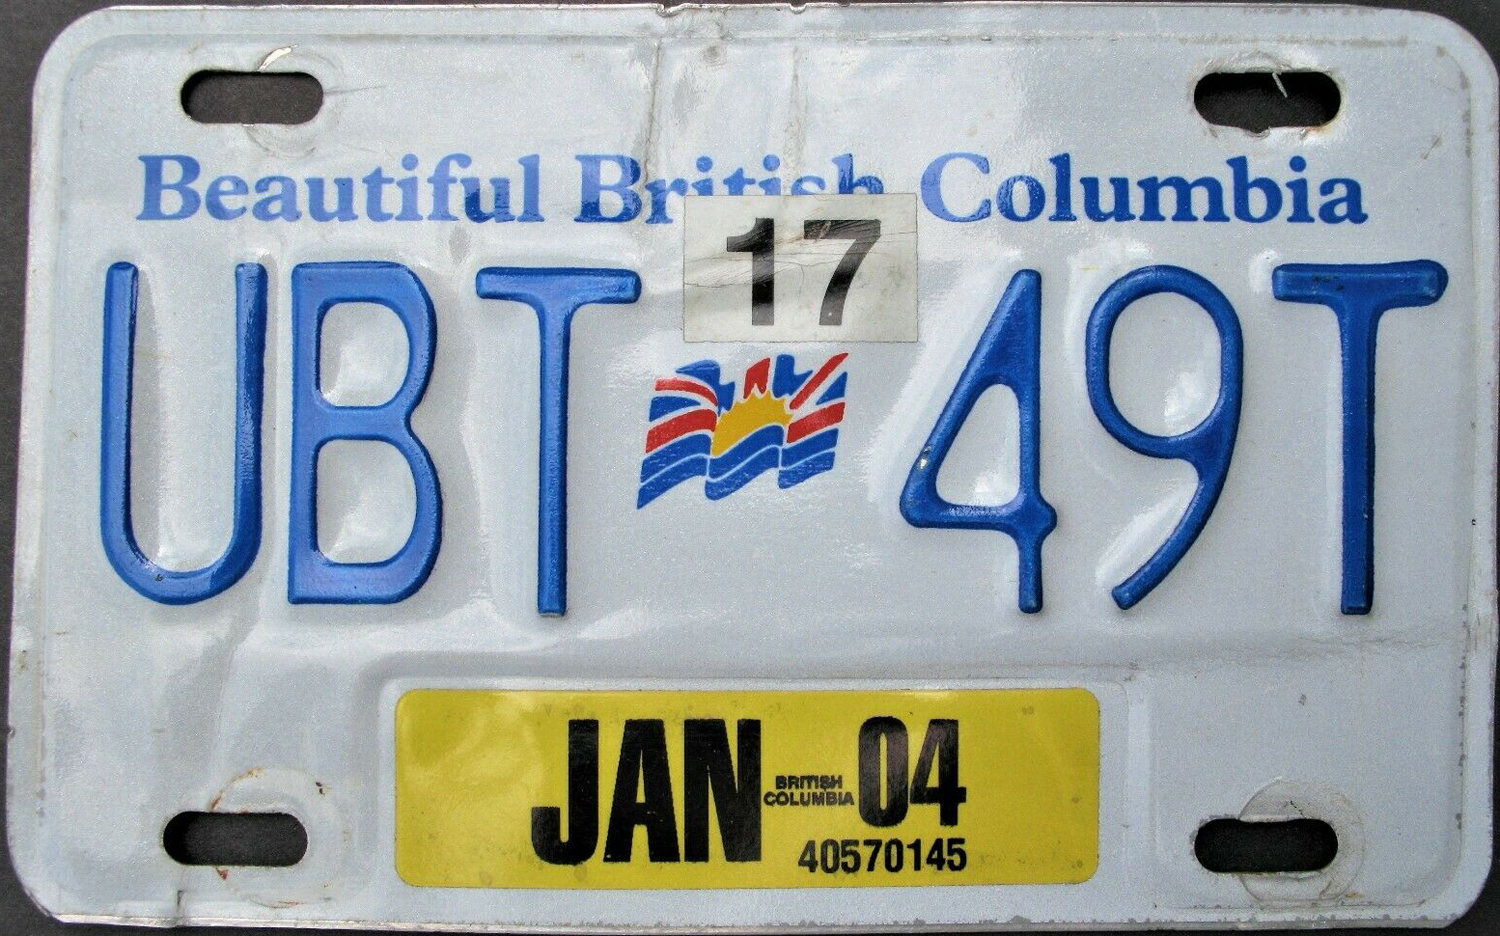 Beautiful British Columbia
17
UBT 49T
JAN BRITISH COLUMBIA 04
40570145